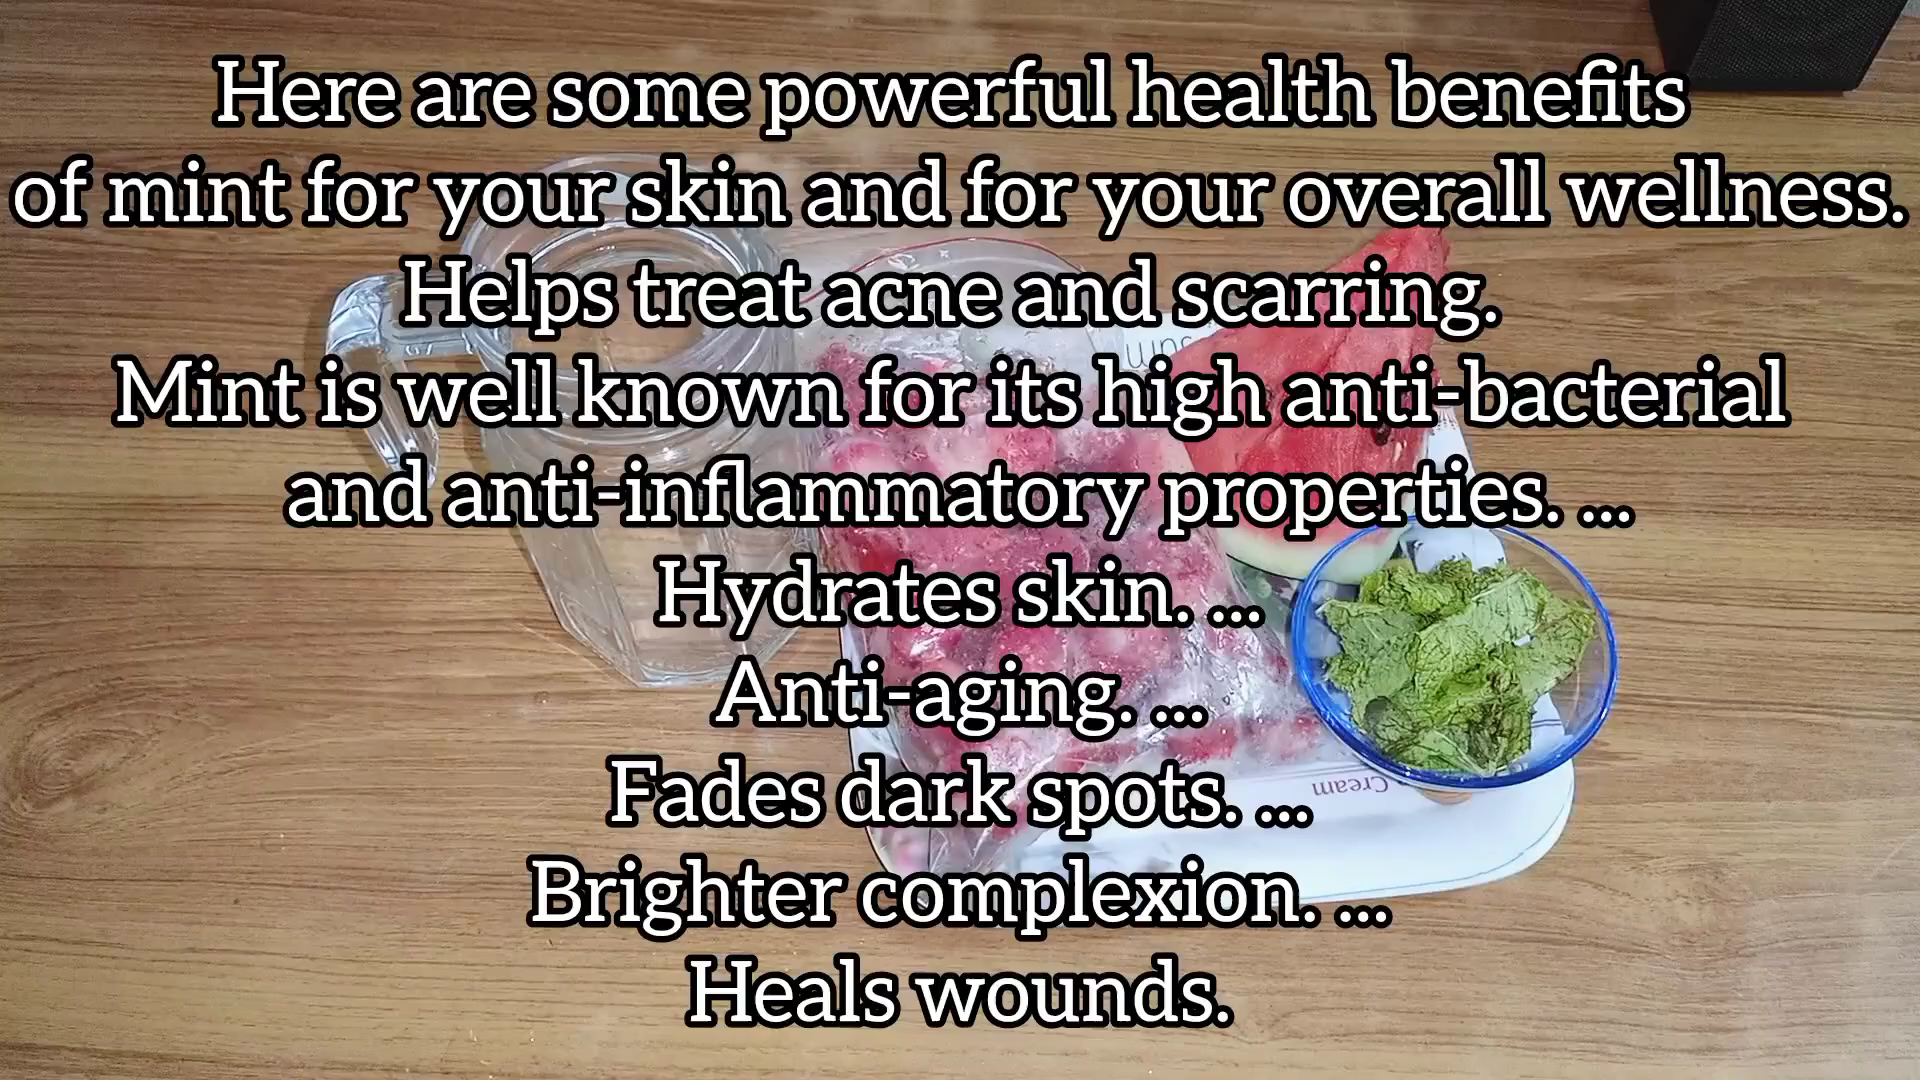 Here are some powerful health benefits
of mint for your skin and for your overall wellness.
Helps treat acne and scarring.
Mint is well known for its high anti-bacterial
and anti-inflammatory properties. ...
Hydrates skin. ...
Anti-aging. ...
Fades dark spots. ...
Brighter complexion. ...
Heals wounds.
Cream